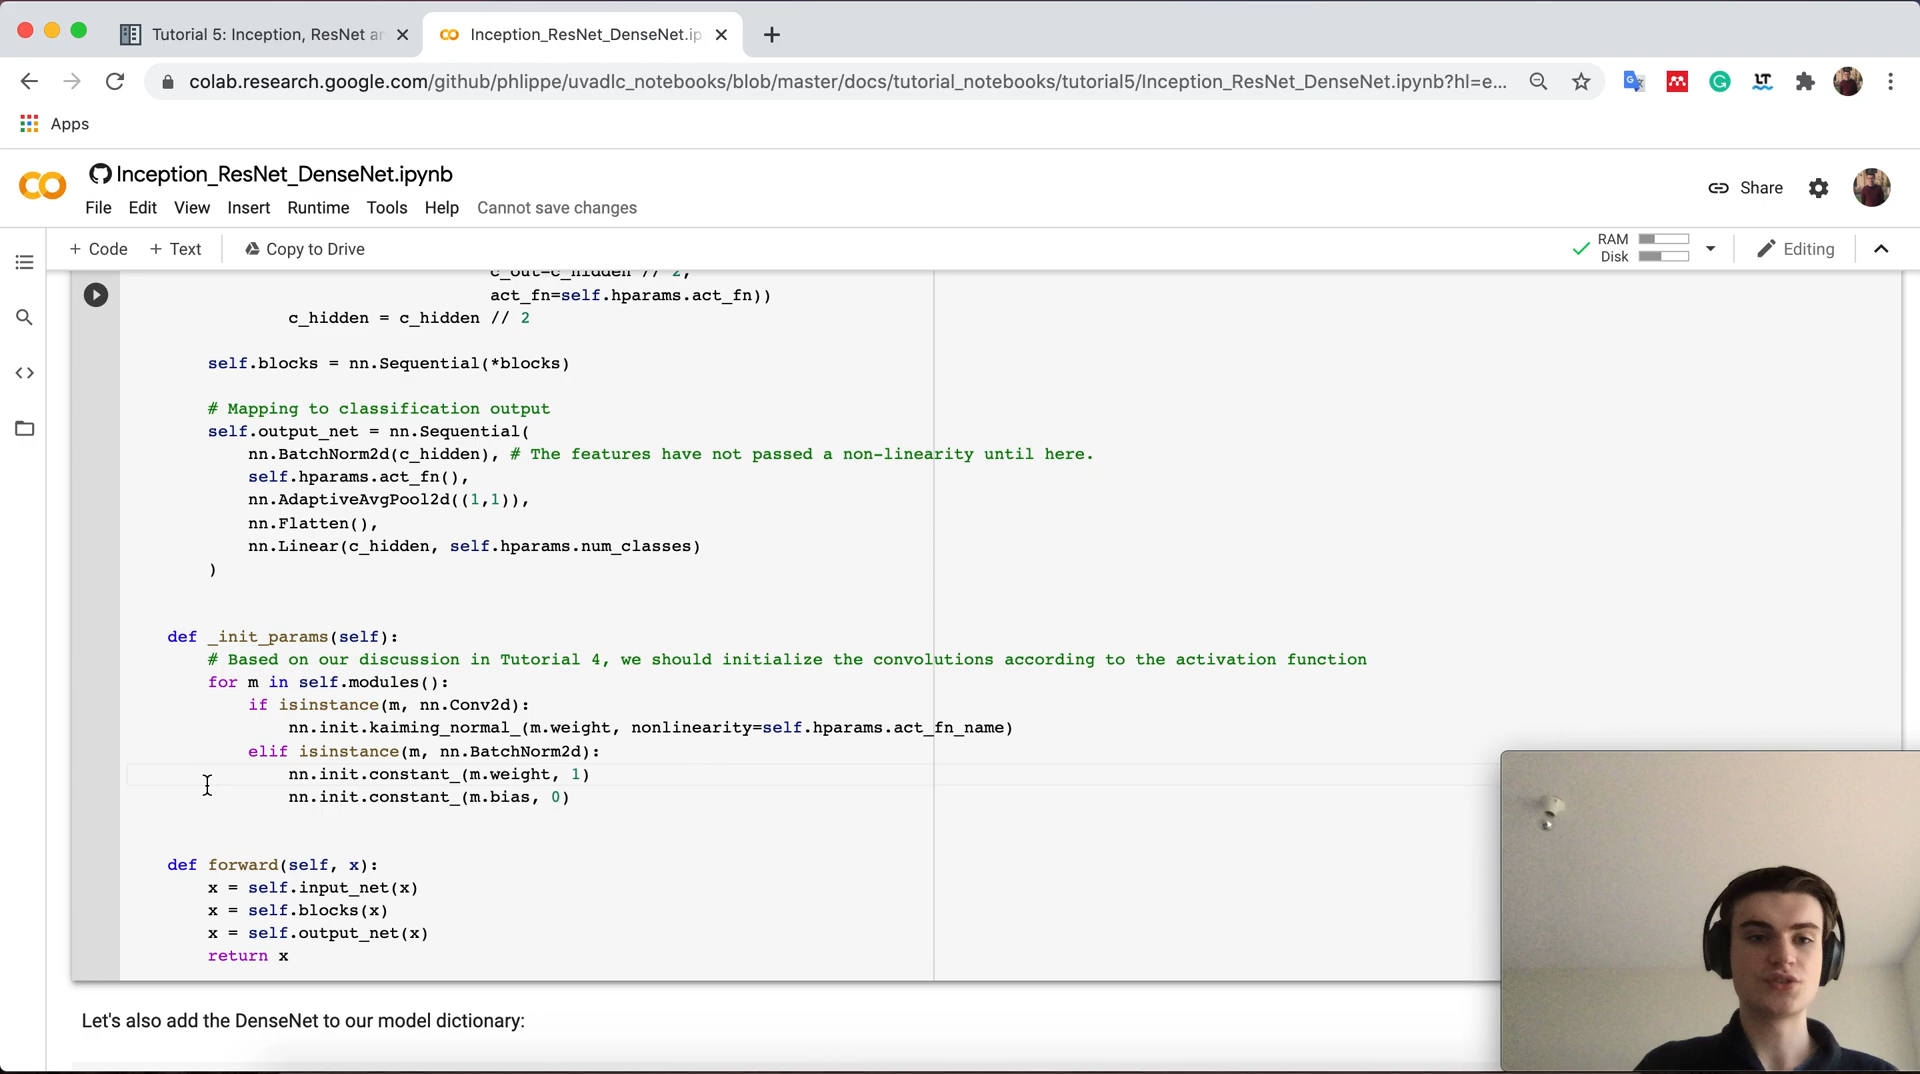 Tutorial 5: Inception, ResNet an
Inception_ResNet_DenseNet.ip
colab.research.google.com/github/phlippe/uvadlc_notebooks/blob/master/docs/tutorial_notebooks/tutorial5/Inception_ResNet_DenseNet.ipynb?hl=e...
Apps
Inception_ResNet_DenseNet.ipynb
Share
File Edit View Insert Runtime Tools Help Cannot save changes
+ Code + Text Copy to Drive
RAM
Disk
Editing
c_out=c_hidden // 2,
act_fn=self.hparams.act_fn))
c_hidden = c_hidden // 2
self.blocks = nn.Sequential(*blocks)
# Mapping to classification output
self.output_net = nn.Sequential(
nn.BatchNorm2d(c_hidden), # The features have not passed a non-linearity until here.
self.hparams.act_fn(),
nn.AdaptiveAvgPool2d((1,1)),
nn.Flatten(),
nn.Linear(c_hidden, self.hparams.num_classes)
)
def _init_params(self):
# Based on our discussion in Tutorial 4, we should initialize the convolutions according to the activation function
for m in self.modules():
if isinstance(m, nn.Conv2d):
nn.init.kaiming_normal_(m.weight, nonlinearity=self.hparams.act_fn_name)
elif isinstance(m, nn.BatchNorm2d):
nn.init.constant_(m.weight, 1)
nn.init.constant_(m.bias, 0)
def forward(self, x):
x = self.input_net(x)
x = self.blocks(x)
x = self.output_net(x)
return x
Let's also add the DenseNet to our model dictionary: